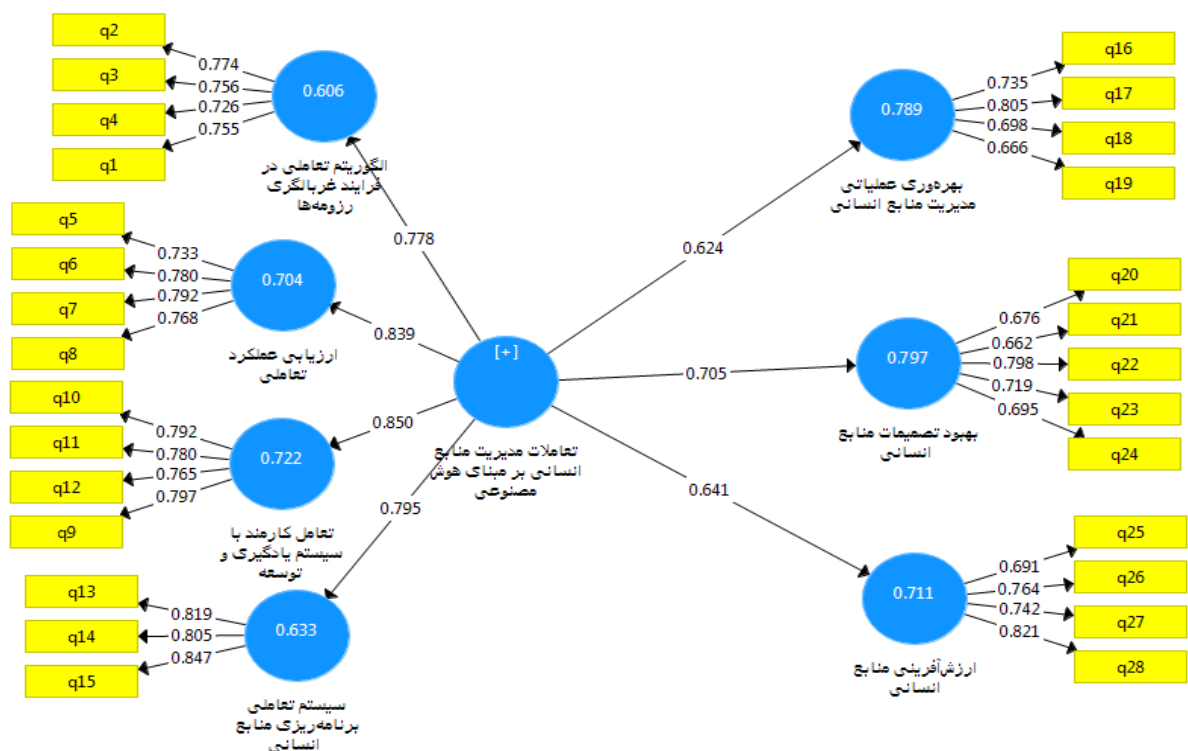 q2
q3
q4
q1
0.774
0.756
0.726
0.755
0.606
الگوریتم تعاملی در
فرایند غربالگری
رزومه‌ها
0.778
q5
q6
q7
q8
0.733
0.780
0.792
0.768
0.704
ارزیابی عملکرد
تعاملی
0.839
q10
q11
q12
q9
0.792
0.780
0.765
0.797
0.722
تعامل کارمند با
سیستم یادگیری و
توسعه
0.850
q13
q14
q15
0.819
0.805
0.847
0.633
سیستم تعاملی
برنامه‌ریزی منابع
انسانی
0.795
[+]
تعاملات مدیریت منابع
انسانی بر مبنای هوش
مصنوعی
0.624
0.789
بهره‌وری عملیاتی
مدیریت منابع انسانی
0.735
0.805
0.698
0.666
q16
q17
q18
q19
0.705
0.797
بهبود تصمیمات منابع
انسانی
0.676
0.662
0.798
0.719
0.695
q20
q21
q22
q23
q24
0.641
0.711
ارزش‌آفرینی منابع
انسانی
0.691
0.764
0.742
0.821
q25
q26
q27
q28